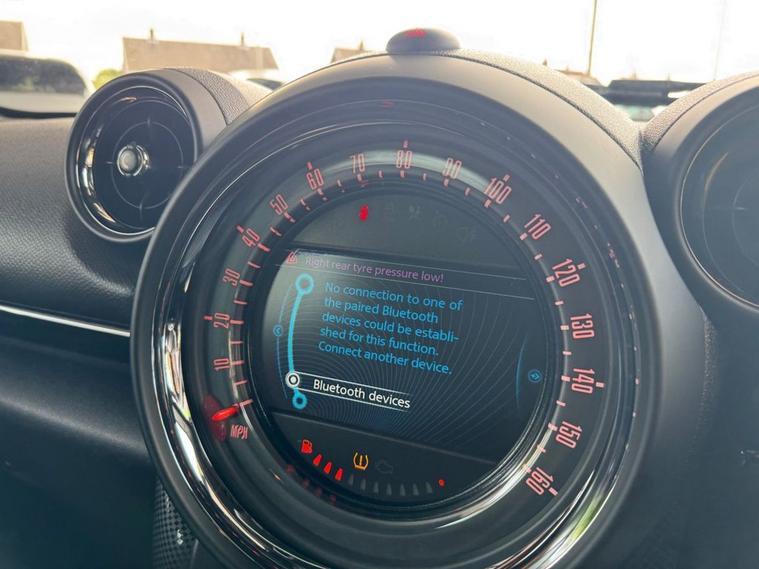 10
20
30
40
50
60
70
80
90
100
110
120
130
140
150
160
MPH
Right rear tyre pressure low!
No connection to one of
the paired Bluetooth
devices could be establi-
shed for this function.
Connect another device.
Bluetooth devices